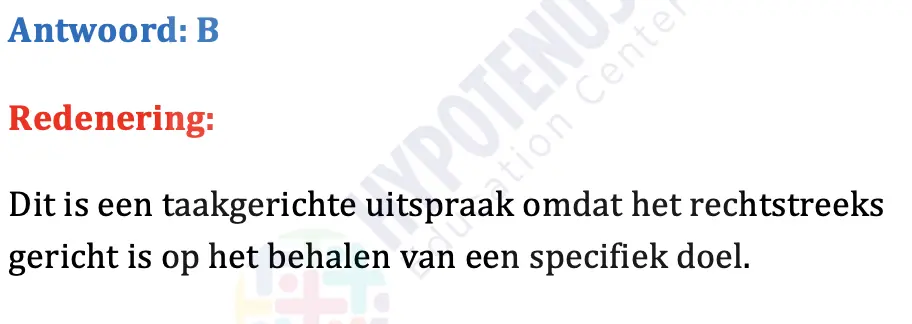 Antwoord: B
Redenering:
Dit is een taakgerichte uitspraak omdat het rechtstreeks
gericht is op het behalen van een specifiek doel.
HYPOTENUS
Education Center